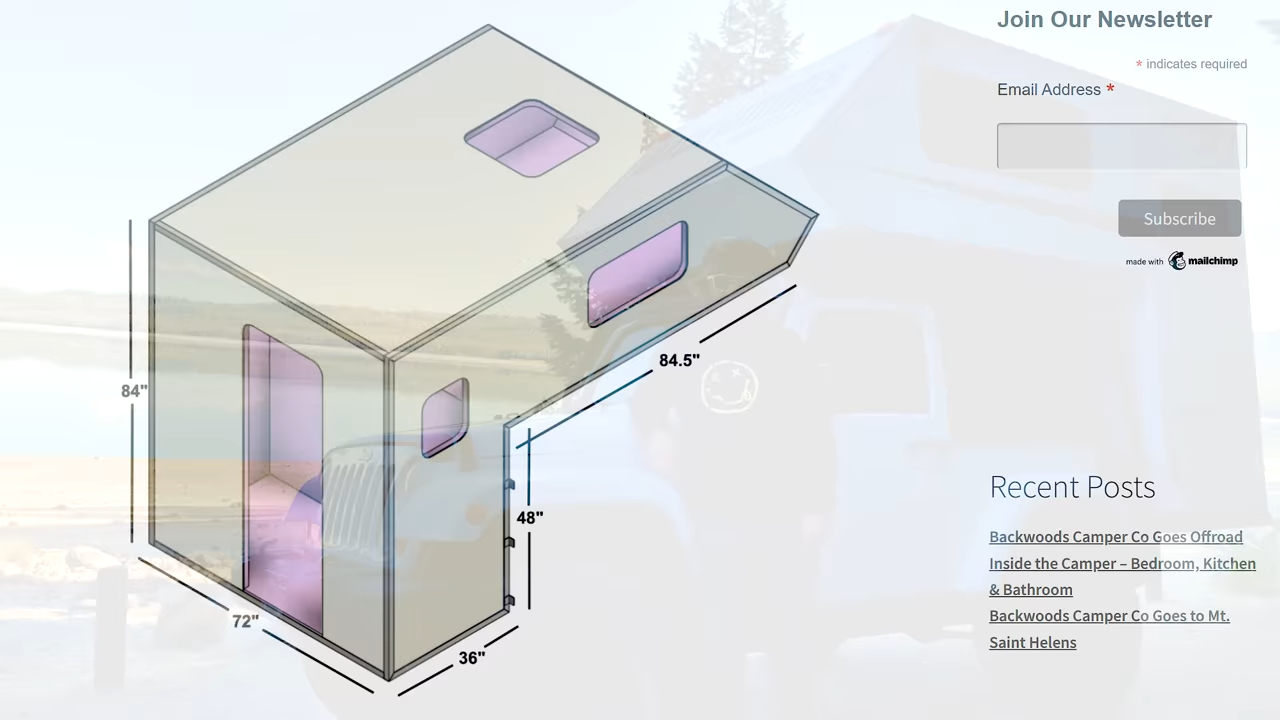 Join Our Newsletter
* indicates required
Email Address *
Subscribe
made with mailchimp
84"
84.5"
48"
72"
36"
Recent Posts
Backwoods Camper Co Goes Offroad
Inside the Camper – Bedroom, Kitchen
& Bathroom
Backwoods Camper Co Goes to Mt.
Saint Helens